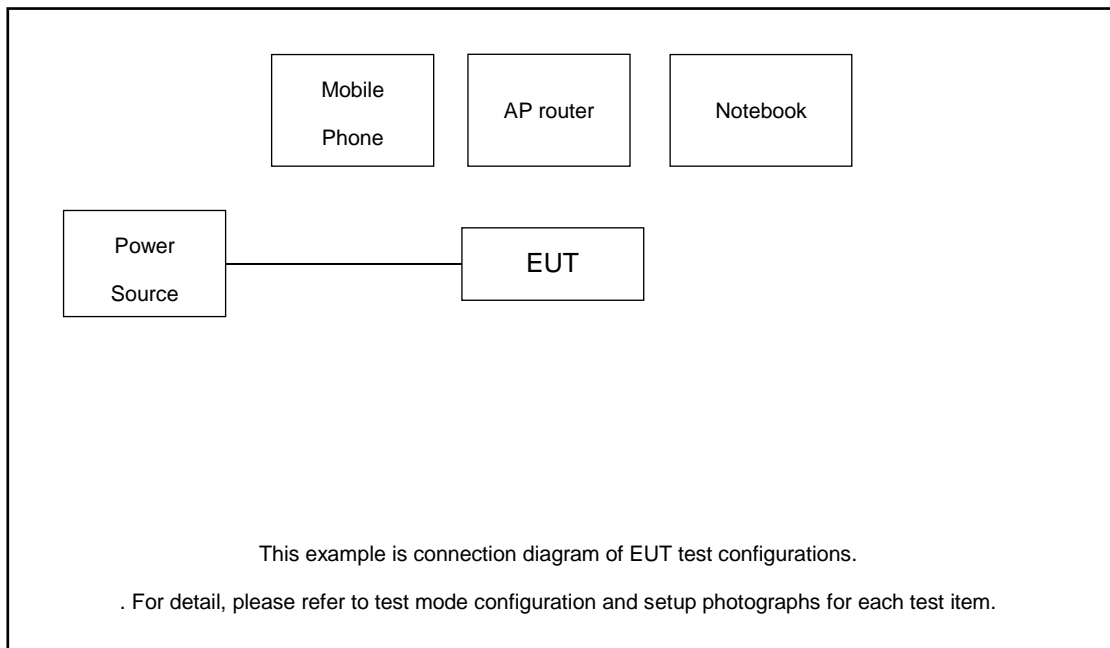 Mobile
Phone
AP router
Notebook
Power
Source
EUT
This example is connection diagram of EUT test configurations.
. For detail, please refer to test mode configuration and setup photographs for each test item.